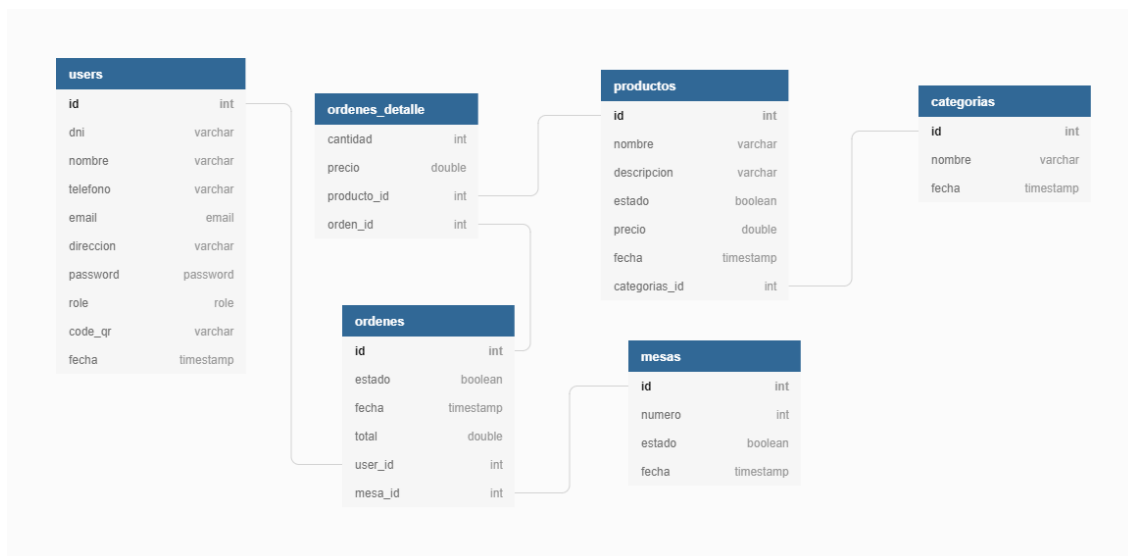 users
id int
dni varchar
nombre varchar
telefono varchar
email email
direccion varchar
password password
role role
code_qr varchar
fecha timestamp
ordenes_detalle
cantidad int
precio double
producto_id int
orden_id int
ordenes
id int
estado boolean
fecha timestamp
total double
user_id int
mesa_id int
productos
id int
nombre varchar
descripcion varchar
estado boolean
precio double
fecha timestamp
categorias_id int
mesas
id int
numero int
estado boolean
fecha timestamp
categorias
id int
nombre varchar
fecha timestamp